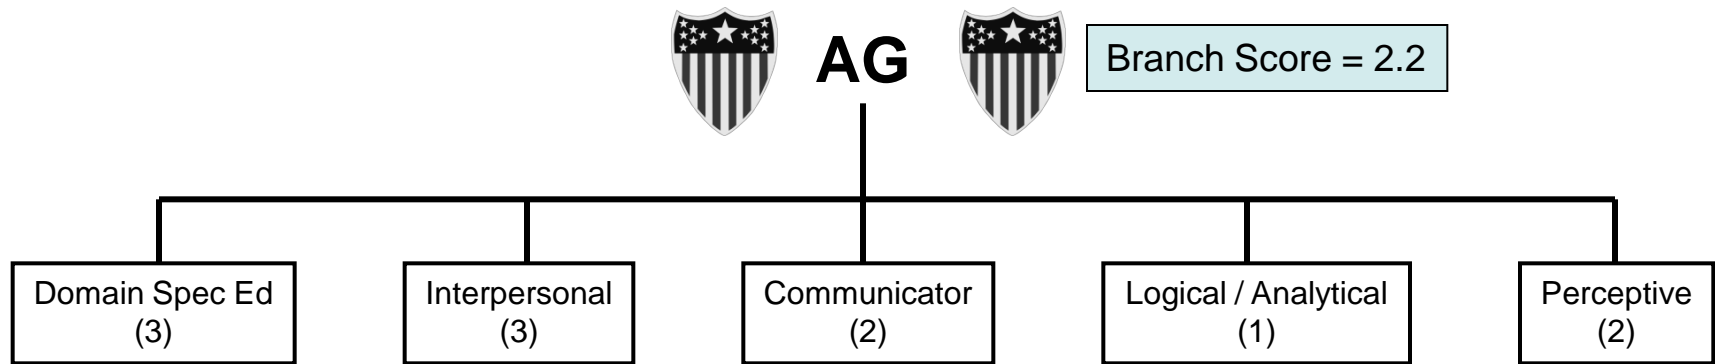 AG
Branch Score = 2.2
Domain Spec Ed
(3)
Interpersonal
(3)
Communicator
(2)
Logical / Analytical
(1)
Perceptive
(2)